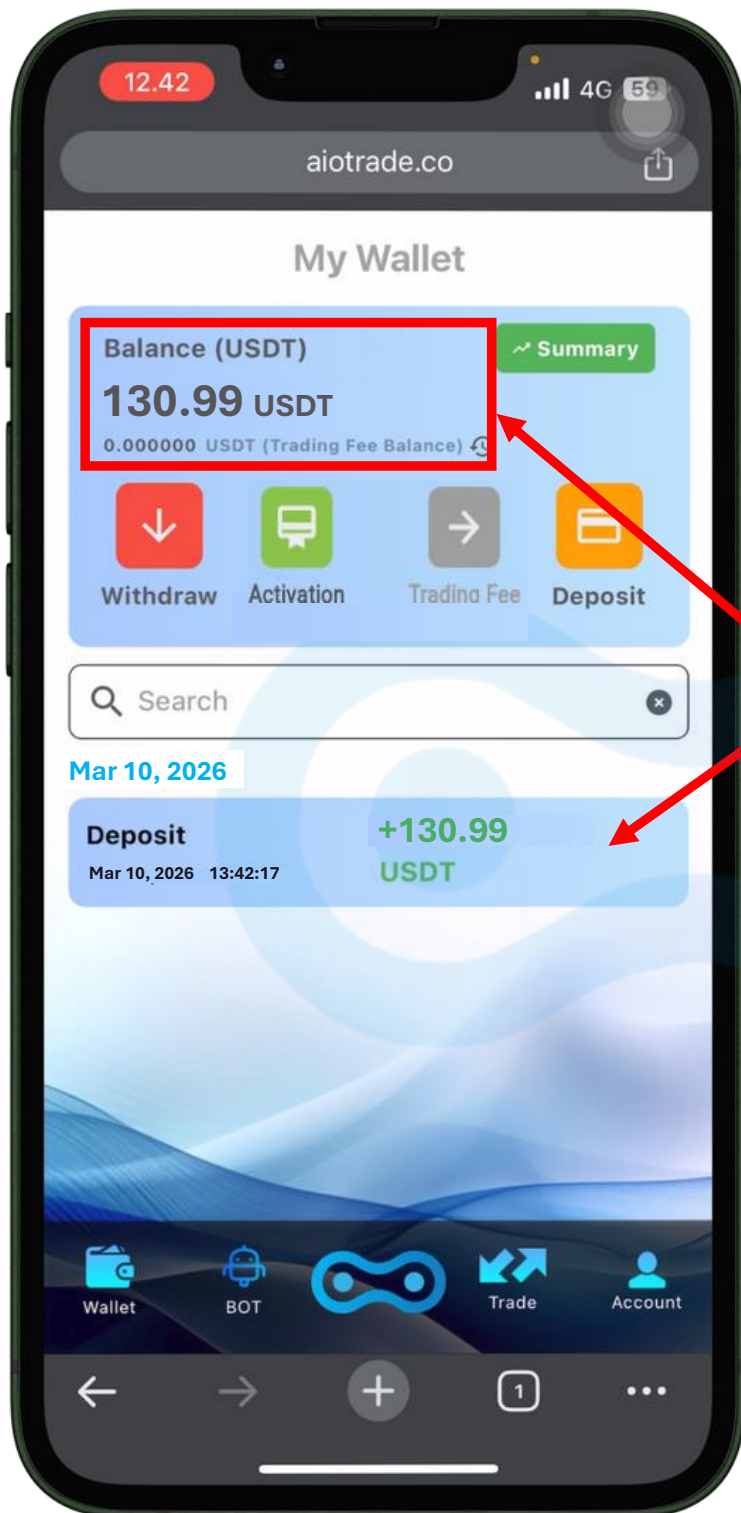 12.42
4G 59
aiotrade.co
My Wallet
Balance (USDT)
Summary
130.99 USDT
0.000000 USDT (Trading Fee Balance)
Withdraw Activation Trading Fee Deposit
Search
Mar 10, 2026
Deposit +130.99
Mar 10, 2026 13:42:17 USDT
Wallet BOT Trade Account
1